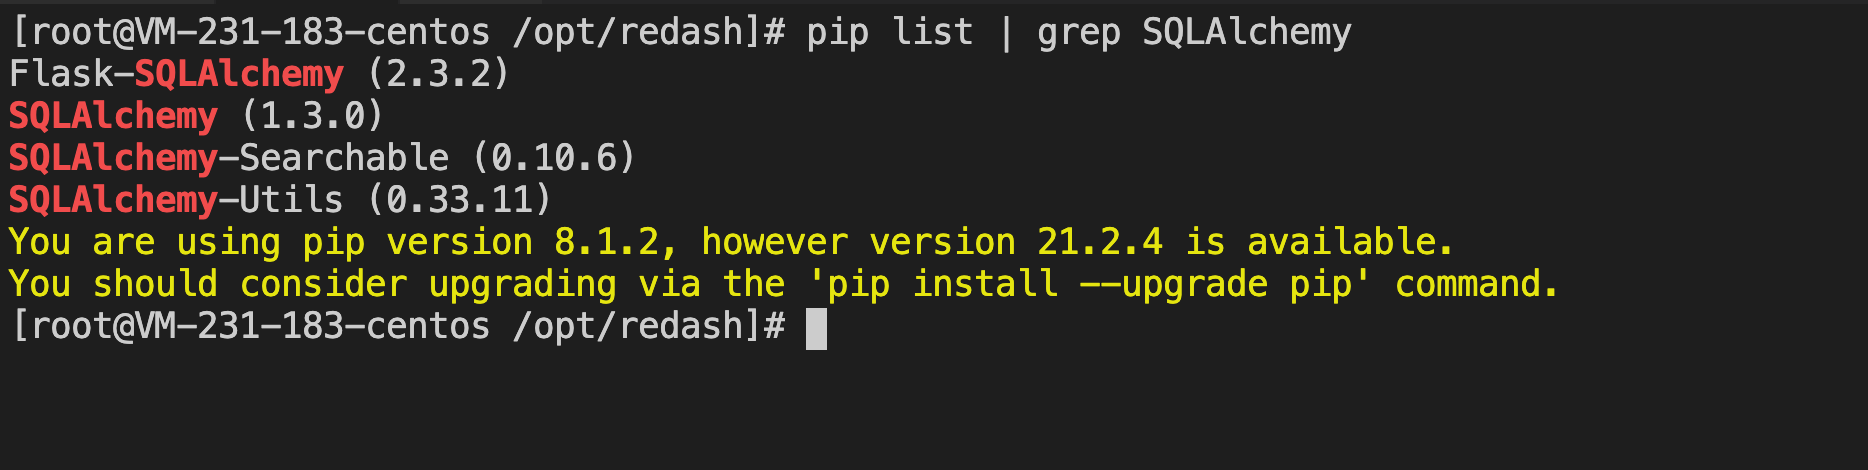 [root@VM-231-183-centos /opt/redash]# pip list | grep SQLAlchemy
Flask-SQLAlchemy (2.3.2)
SQLAlchemy (1.3.0)
SQLAlchemy-Searchable (0.10.6)
SQLAlchemy-Utils (0.33.11)
You are using pip version 8.1.2, however version 21.2.4 is available.
You should consider upgrading via the 'pip install --upgrade pip' command.
[root@VM-231-183-centos /opt/redash]#